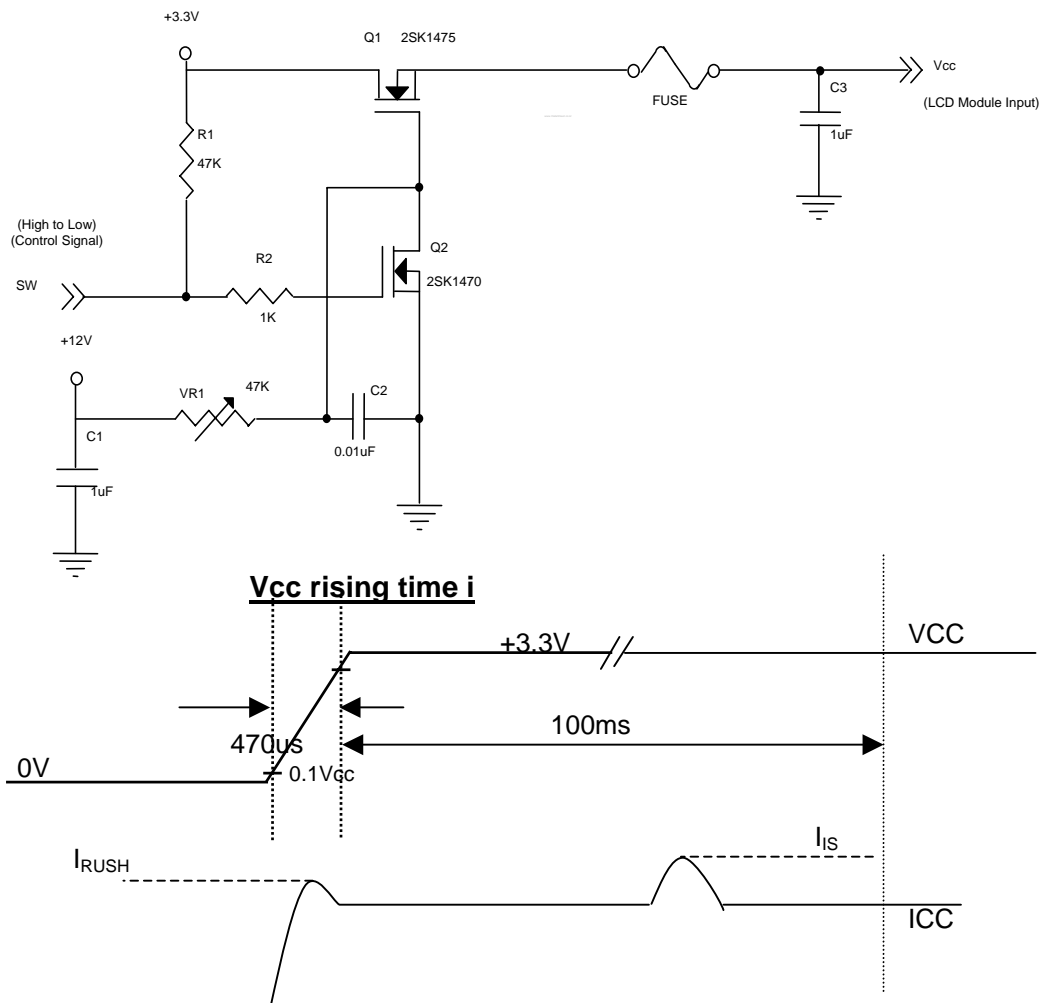 +3.3V
Q1 2SK1475
Vcc
FUSE
C3
(LCD Module Input)
R1
1uF
47K
(High to Low)
(Control Signal)
Q2
R2
SW
2SK1470
1K
+12V
VR1
47K
C2
C1
0.01uF
1uF
Vcc rising time i
+3.3V
VCC
470us
100ms
0V
0.1Vcc
IRUSH
IIS
ICC